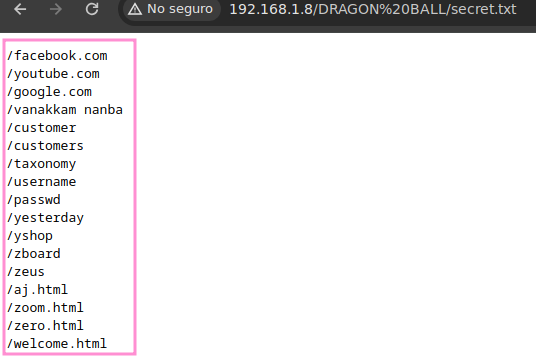 No seguro 192.168.1.8/DRAGON%20BALL/secret.txt
/facebook.com
/youtube.com
/google.com
/vanakkam nanba
/customer
/customers
/taxonomy
/username
/passwd
/yesterday
/yshop
/zboard
/zeus
/aj.html
/zoom.html
/zero.html
/welcome.html